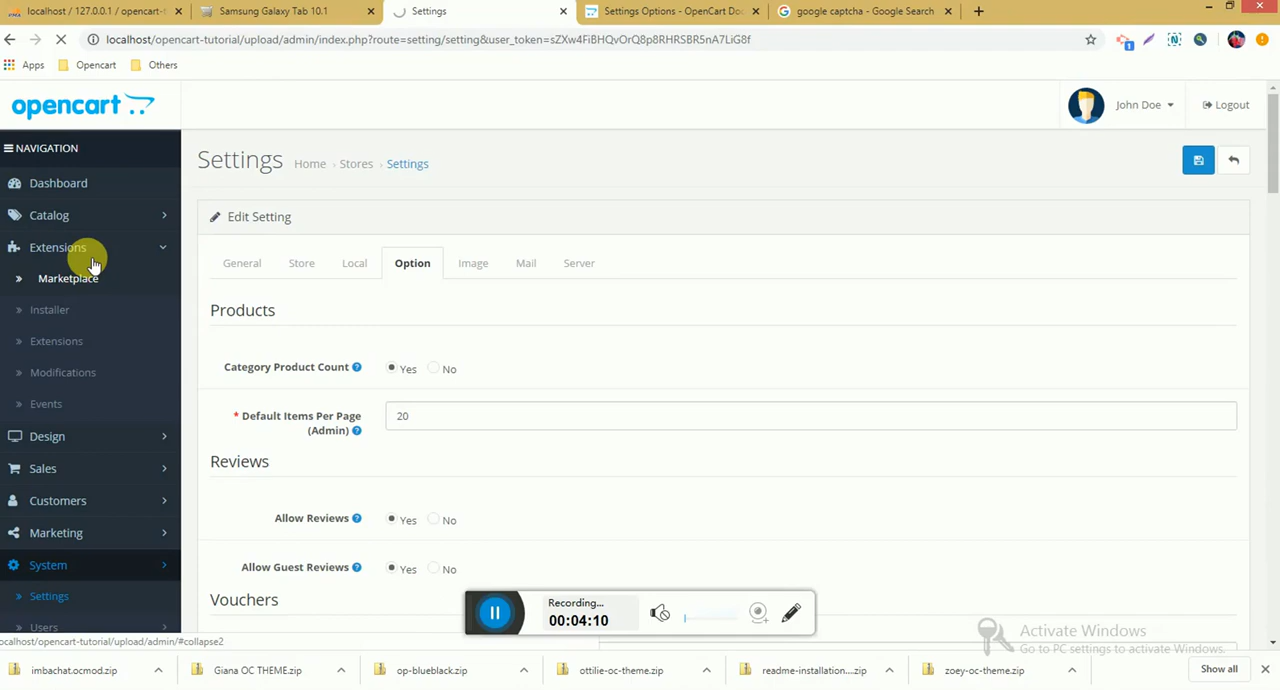 localhost / 127.0.0.1 / opencart-t
Samsung Galaxy Tab 10.1
Settings
Settings Options - OpenCart Doc
google captcha - Google Search
localhost/opencart-tutorial/upload/admin/index.php?route=setting/setting&user_token=sZXw4FiBHQvOrQ8p8RHRSBR5nA7LiG8f
Apps
Opencart
Others
opencart
John Doe
Logout
NAVIGATION
Dashboard
Catalog
Extensions
Marketplace
Installer
Extensions
Modifications
Events
Design
Sales
Customers
Marketing
System
Settings
Users
Settings
Home › Stores › Settings
Edit Setting
General
Store
Local
Option
Image
Mail
Server
Products
Category Product Count
Yes
No
* Default Items Per Page
(Admin)
20
Reviews
Allow Reviews
Yes
No
Allow Guest Reviews
Yes
No
Vouchers
Recording...
00:04:10
Activate Windows
Go to PC settings to activate Windows.
localhost/opencart-tutorial/upload/admin/#collapse2
imbachat.ocmod.zip
Giana OC THEME.zip
op-blueblack.zip
ottilie-oc-theme.zip
readme-installation....zip
zoey-oc-theme.zip
Show all